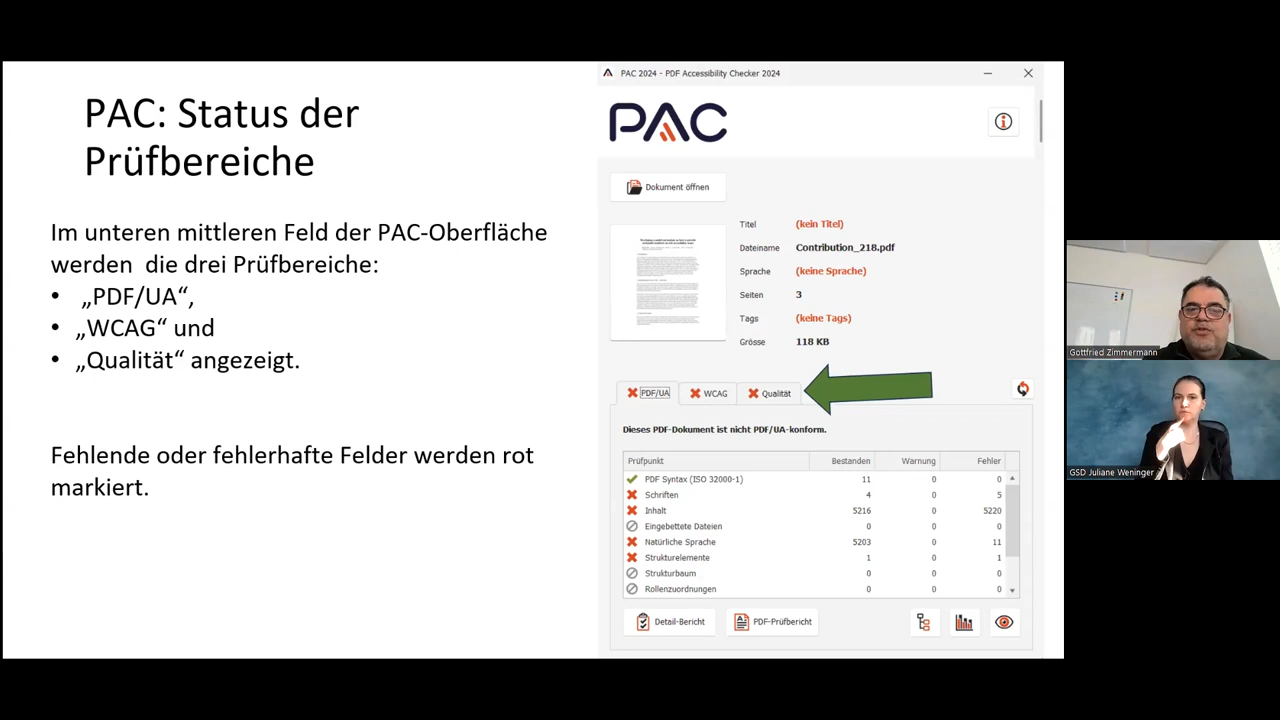 PAC: Status der
Prüfbereiche
Im unteren mittleren Feld der PAC-Oberfläche
werden die drei Prüfbereiche:
• „PDF/UA“,
• „WCAG“ und
• „Qualität“ angezeigt.
Fehlende oder fehlerhafte Felder werden rot
markiert.
PAC 2024 - PDF Accessibility Checker 2024
PAC
Dokument öffnen
Titel (kein Titel)
Dateiname Contribution_218.pdf
Sprache (keine Sprache)
Seiten 3
Tags (keine Tags)
Grösse 118 KB
PDF/UA WCAG Qualität
Dieses PDF-Dokument ist nicht PDF/UA-konform.
Prüfpunkt Bestanden Warnung Fehler
PDF Syntax (ISO 32000-1) 11 0 0
Schriften 4 0 5
Inhalt 5216 0 5220
Eingebettete Dateien 0 0 0
Natürliche Sprache 5203 0 11
Strukturelemente 1 0 1
Strukturbaum 0 0 0
Rollenzuordnungen 0 0 0
Detail-Bericht PDF-Prüfbericht
Gottfried Zimmermann
GSD Juliane Weninger